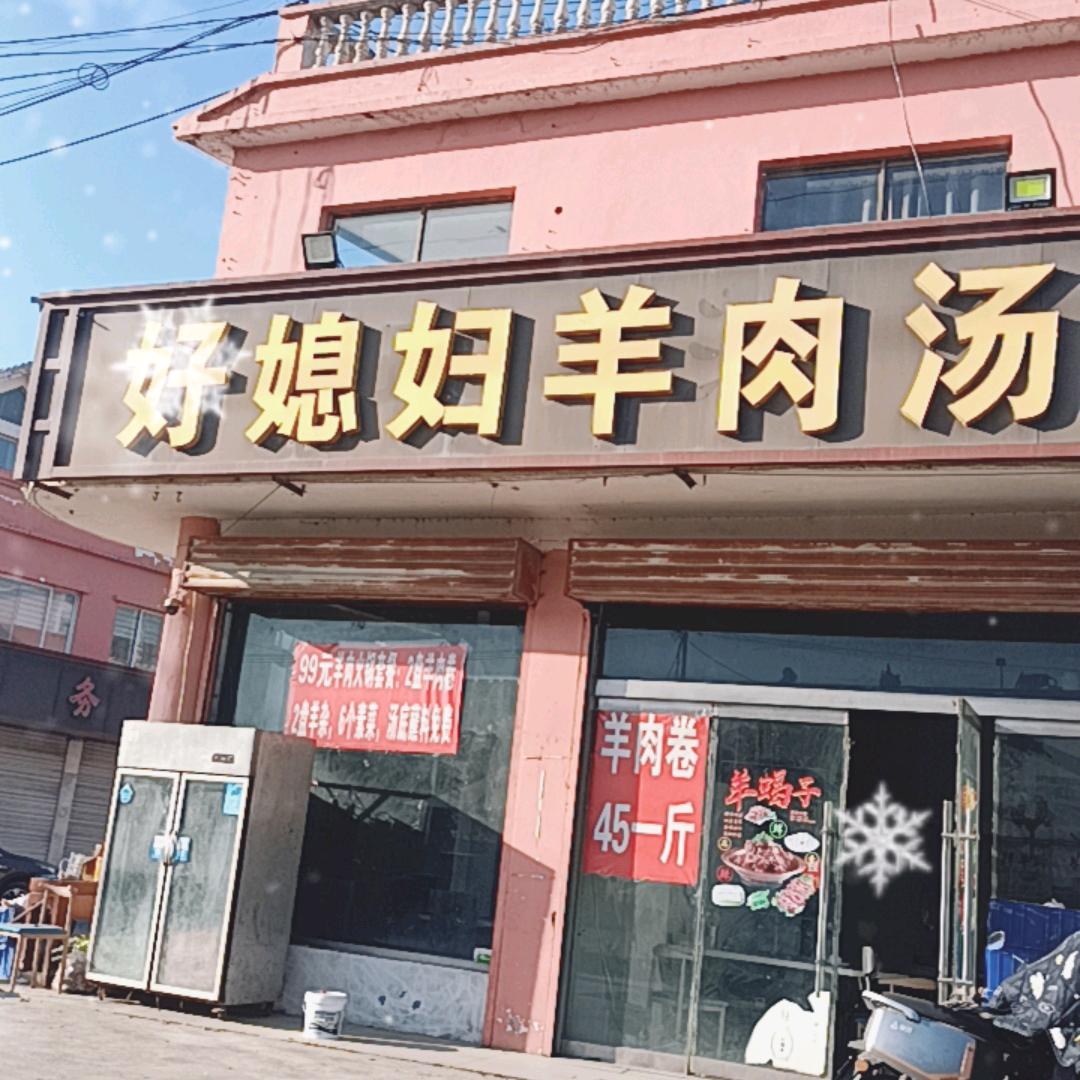 好媳妇羊肉汤
99元羊肉火锅套餐：2盘羊肉卷
2盘羊杂，6个素菜，汤底蘸料免费
羊肉卷
45一斤
羊蝎子
务